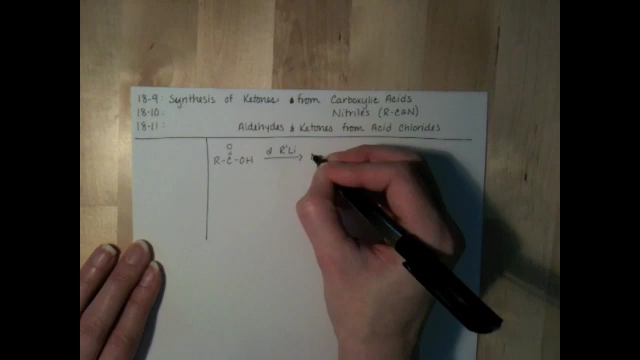 18-9: Synthesis of Ketones from Carboxylic Acids
18-10: Nitriles (R-C≡N)
18-11: Aldehydes & Ketones from Acid Chlorides
O
R-C-OH 2 R'Li